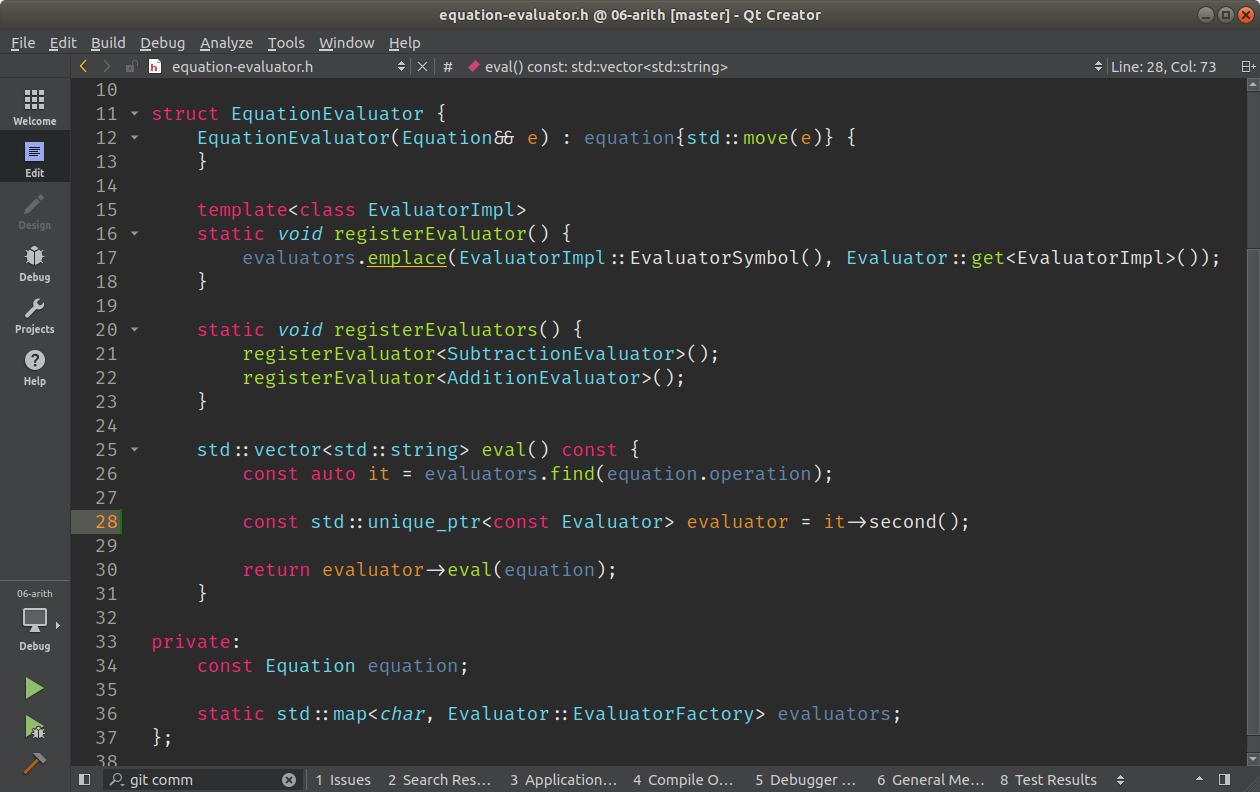 equation-evaluator.h @ 06-arith [master] - Qt Creator
File Edit Build Debug Analyze Tools Window Help
equation-evaluator.h # eval() const: std::vector<std::string> Line: 28, Col: 73
Welcome
Edit
Design
Debug
Projects
Help
10
11 struct EquationEvaluator {
12     EquationEvaluator(Equation&& e) : equation{std::move(e)} {
13     }
14
15     template<class EvaluatorImpl>
16     static void registerEvaluator() {
17         evaluators.emplace(EvaluatorImpl::EvaluatorSymbol(), Evaluator::get<EvaluatorImpl>());
18     }
19
20     static void registerEvaluators() {
21         registerEvaluator<SubtractionEvaluator>();
22         registerEvaluator<AdditionEvaluator>();
23     }
24
25     std::vector<std::string> eval() const {
26         const auto it = evaluators.find(equation.operation);
27
28         const std::unique_ptr<const Evaluator> evaluator = it->second();
29
30         return evaluator->eval(equation);
31     }
32
33 private:
34     const Equation equation;
35
36     static std::map<char, Evaluator::EvaluatorFactory> evaluators;
37 };
38
06-arith
Debug
git comm 1 Issues 2 Search Res... 3 Application... 4 Compile O... 5 Debugger ... 6 General Me... 8 Test Results